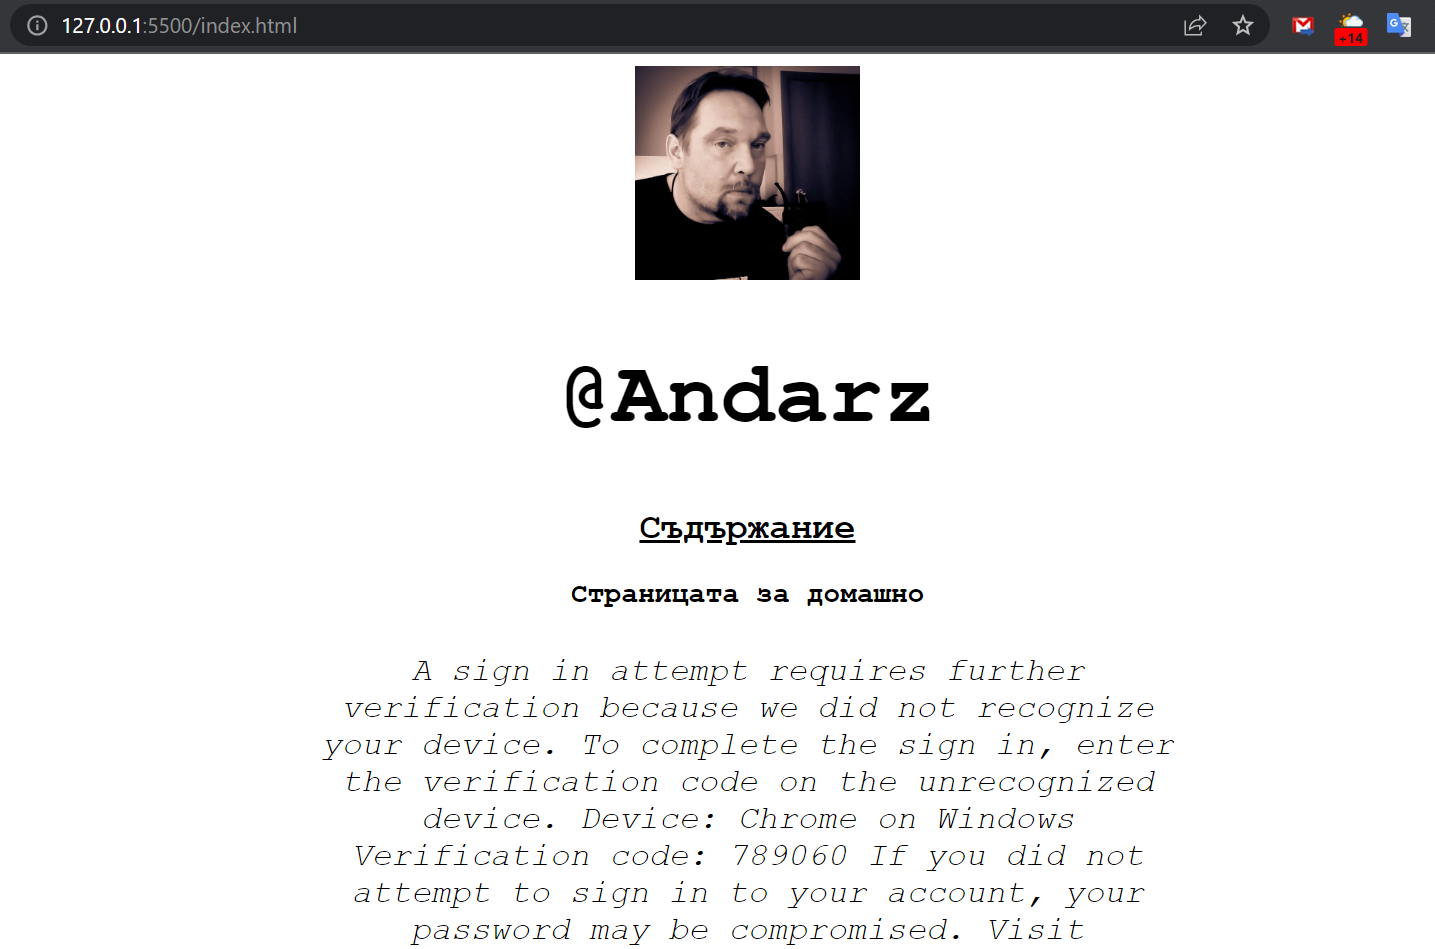 127.0.0.1:5500/index.html
+14
@Andarz
Съдържание
Страницата за домашно
A sign in attempt requires further
verification because we did not recognize
your device. To complete the sign in, enter
the verification code on the unrecognized
device. Device: Chrome on Windows
Verification code: 789060 If you did not
attempt to sign in to your account, your
password may be compromised. Visit